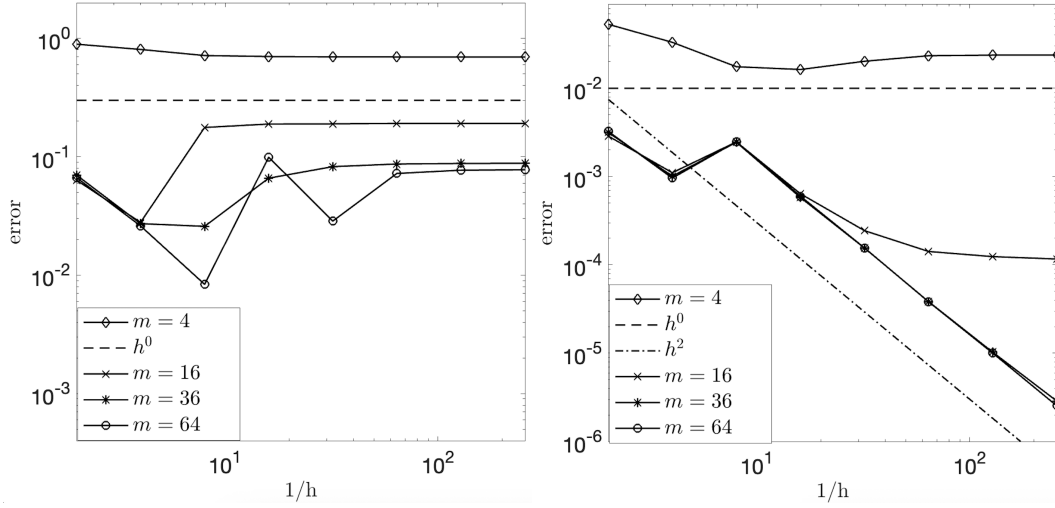 10^0
10^-1
10^-2
10^-3
error
m = 4
h^0
m = 16
m = 36
m = 64
10^1
10^2
1/h
10^-2
10^-3
10^-4
10^-5
10^-6
error
m = 4
h^0
h^2
m = 16
m = 36
m = 64
10^1
10^2
1/h